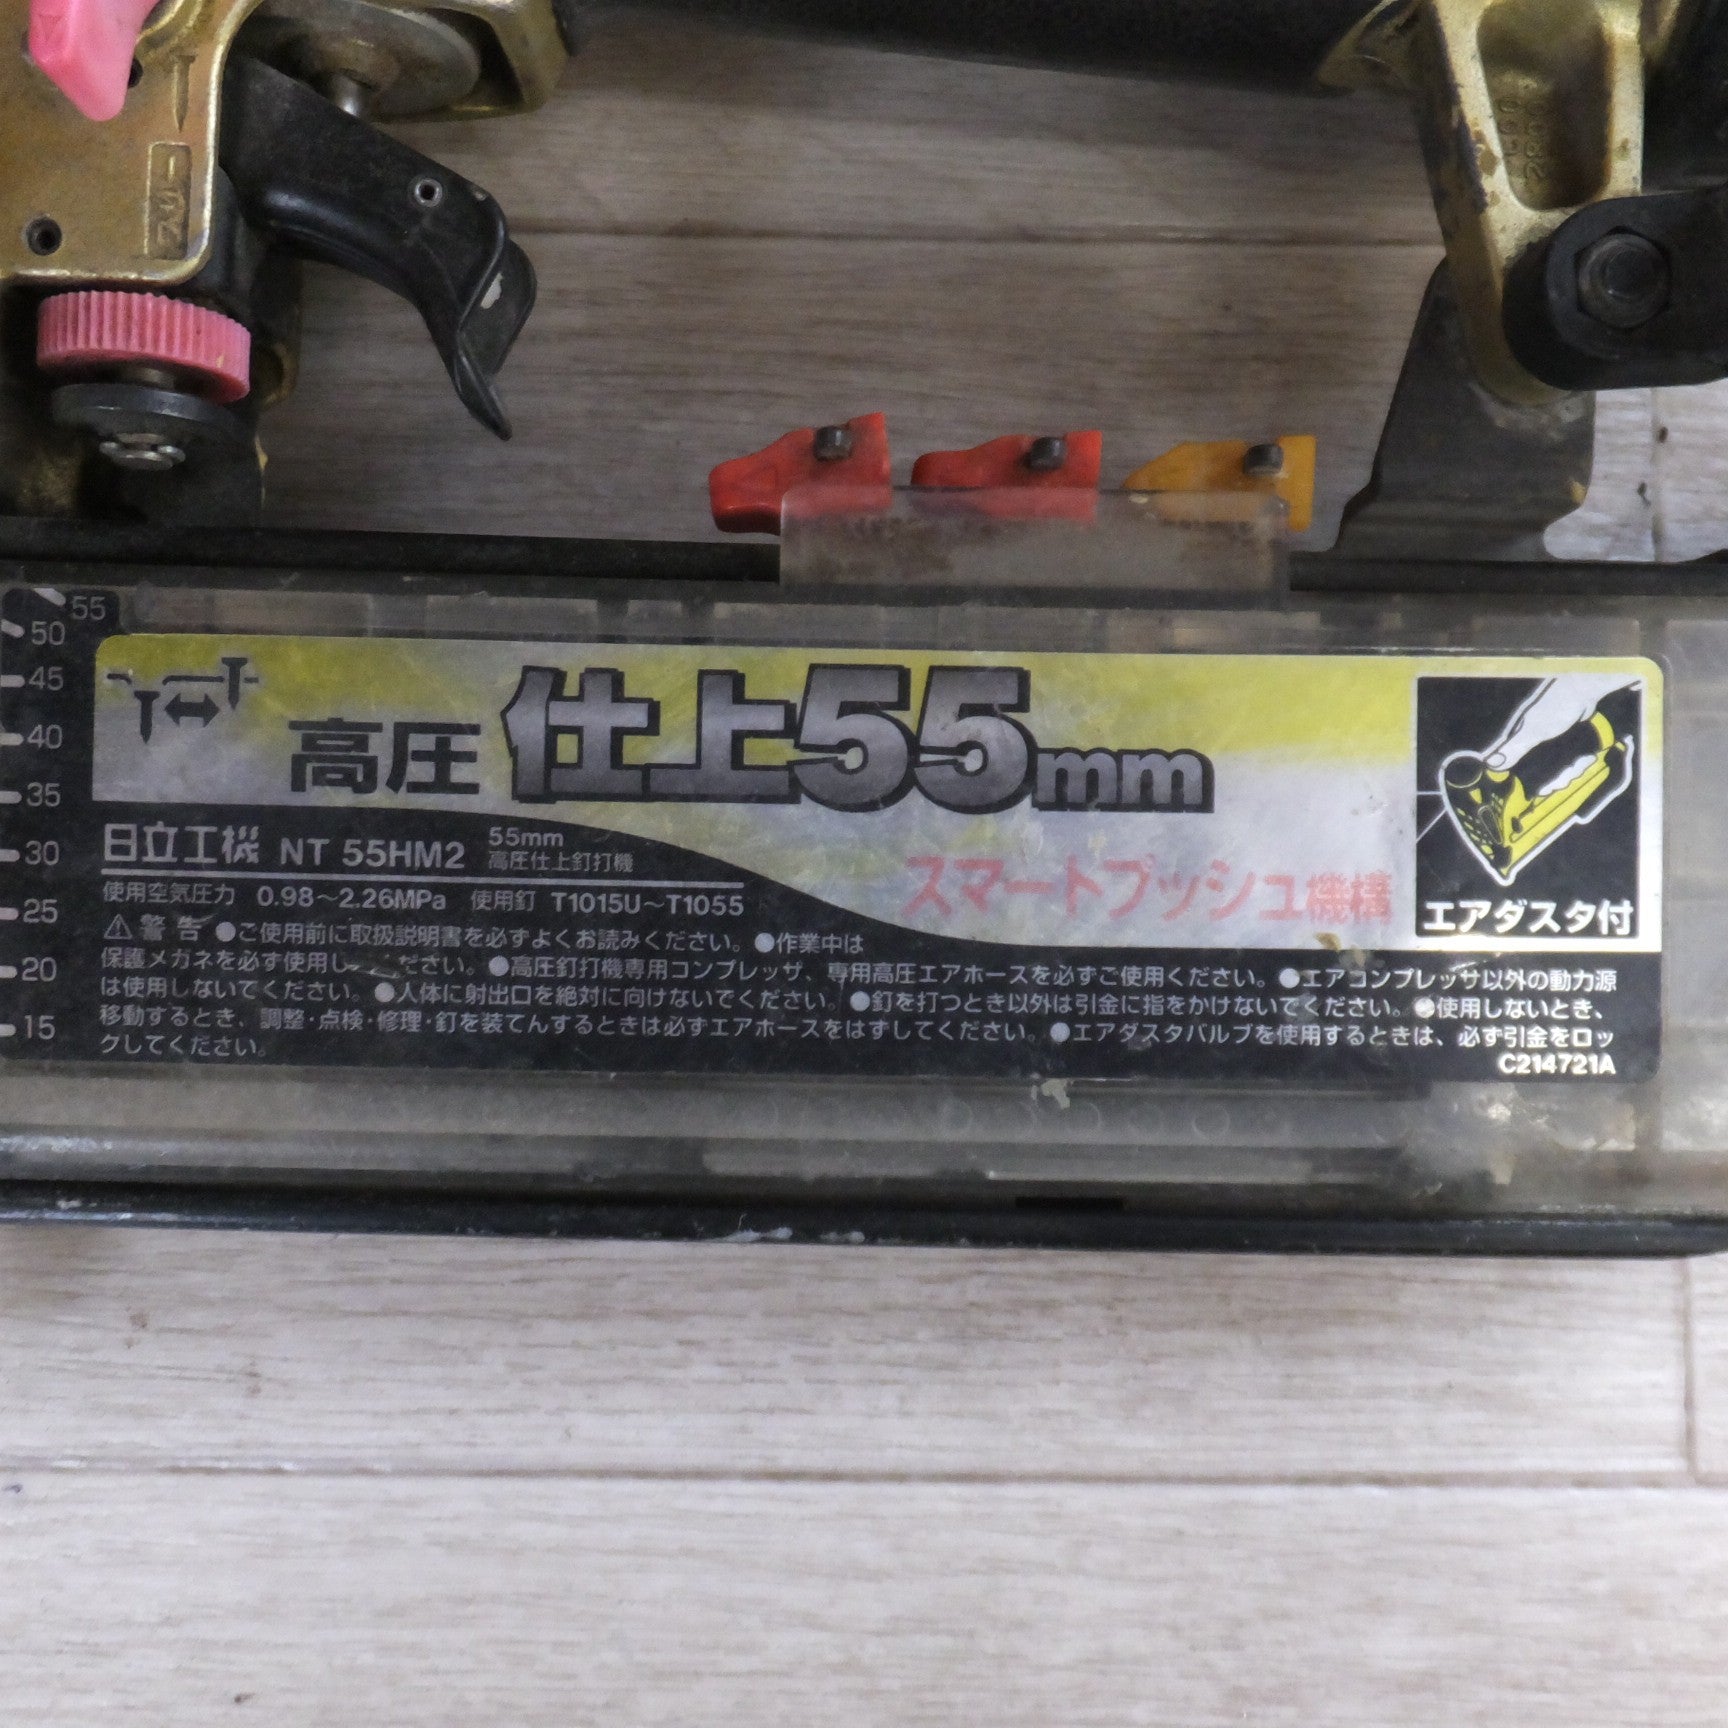 55
50
45
40
35
30
25
20
15
高圧 仕上55mm
日立工機 NT 55HM2 55mm
高圧仕上釘打機
スマートプッシュ機構
エアダスタ付
使用空気圧力 0.98～2.26MPa 使用釘 T1015U～T1055
⚠警告 ●ご使用前に取扱説明書を必ずよくお読みください。●作業中は
保護メガネを必ず使用し ください。●高圧釘打機専用コンプレッサ、専用高圧エアホースを必ずご使用ください。●エアコンプレッサ以外の動力源
は使用しないでください。●人体に射出口を絶対に向けないでください。●釘を打つとき以外は引金に指をかけないでください。●使用しないとき、
移動するとき、調整・点検・修理・釘を装てんするときは必ずエアホースをはずしてください。●エアダスタバルブを使用するときは、必ず引金をロッ
クしてください。
C214721A